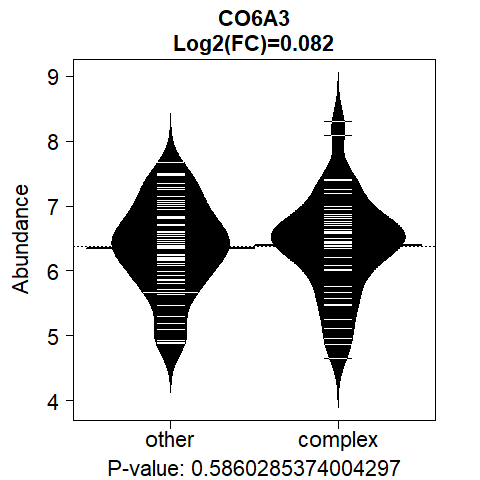 CO6A3
Log2(FC)=0.082
Abundance
9
8
7
6
5
4
other complex
P-value: 0.5860285374004297